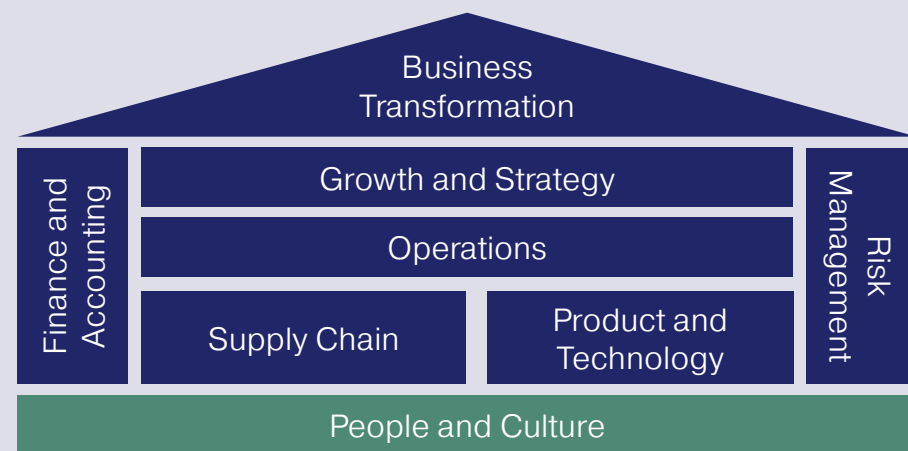 Business
Transformation
Finance and
Accounting
Growth and Strategy
Operations
Supply Chain
Product and
Technology
Risk
Management
People and Culture